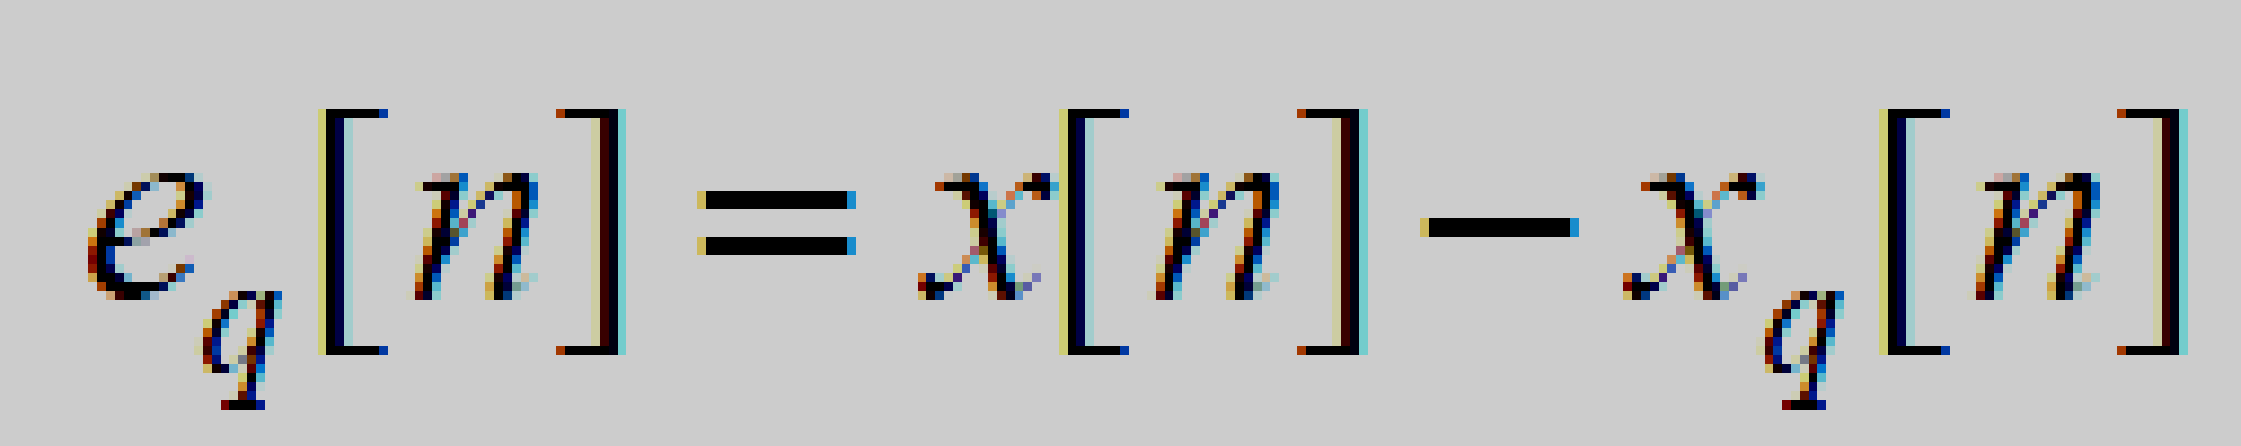 e_q[n] = x[n] − x_q[n]